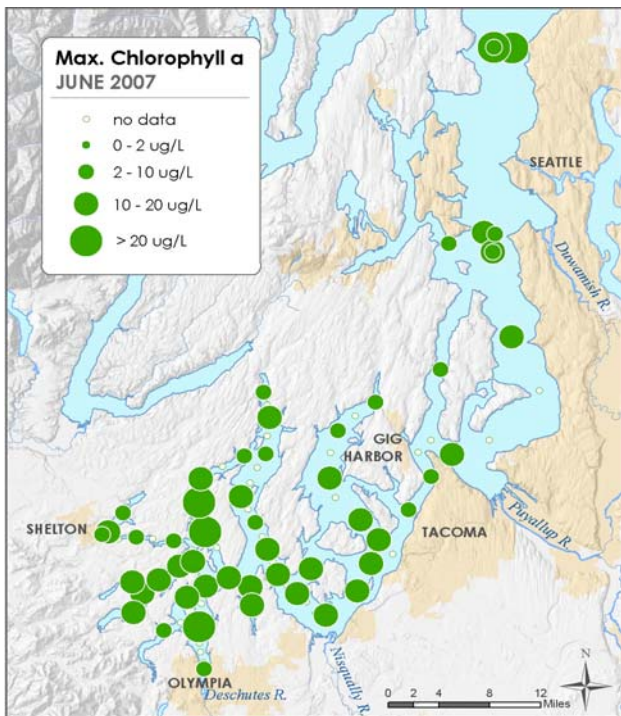 Max. Chlorophyll a
JUNE 2007
no data
0 - 2 ug/L
2 - 10 ug/L
10 - 20 ug/L
> 20 ug/L
SEATTLE
Duwamish R.
GIG
HARBOR
SHELTON
TACOMA
Puyallup R.
OLYMPIA
Deschutes R.
Nisqually R.
N
0 2 4 8 12
Miles